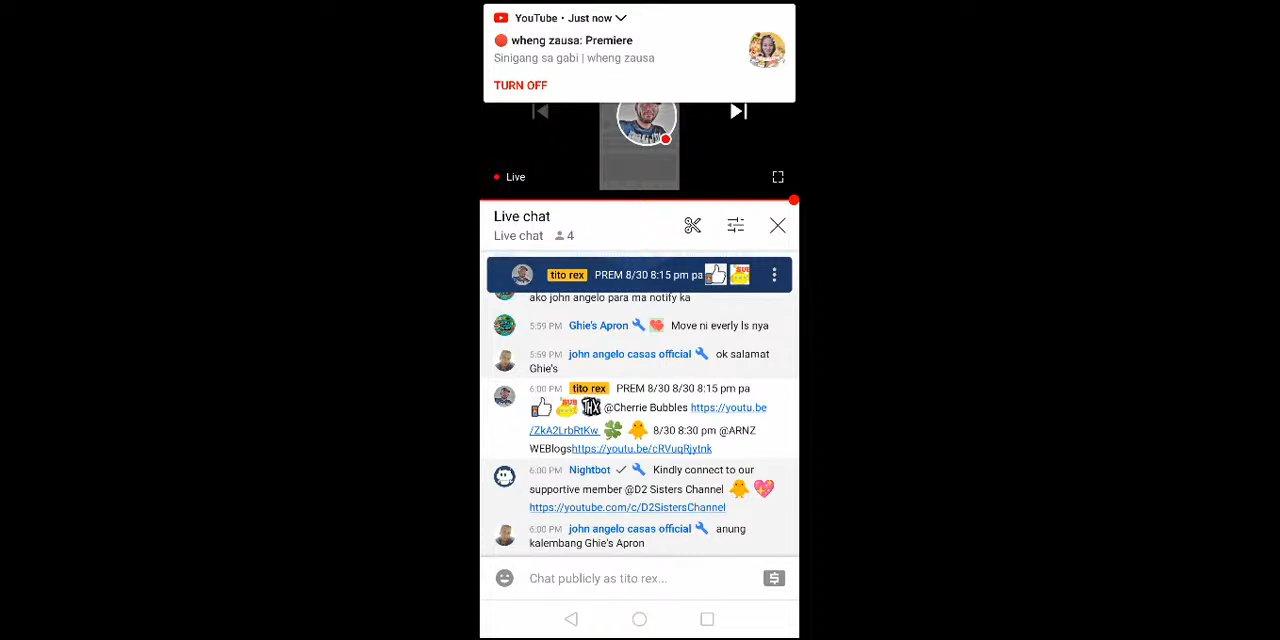 YouTube • Just now
wheng zausa: Premiere
Sinigang sa gabi | wheng zausa
TURN OFF
Live
Live chat
Live chat 4
tito rex PREM 8/30 8:15 pm pa
ako john angelo para ma notify ka
5:59 PM Ghie's Apron Move ni everly ls nya
5:59 PM john angelo casas official ok salamat
Ghie's
6:00 PM tito rex PREM 8/30 8/30 8:15 pm pa
THX @Cherrie Bubbles https://youtu.be
/ZkA2LrbRtKw 8/30 8:30 pm @ARNZ
WEBlogshttps://youtu.be/cRVuqRjytnk
6:00 PM Nightbot Kindly connect to our
supportive member @D2 Sisters Channel
https://youtube.com/c/D2SistersChannel
6:00 PM john angelo casas official anung
kalembang Ghie's Apron
Chat publicly as tito rex...